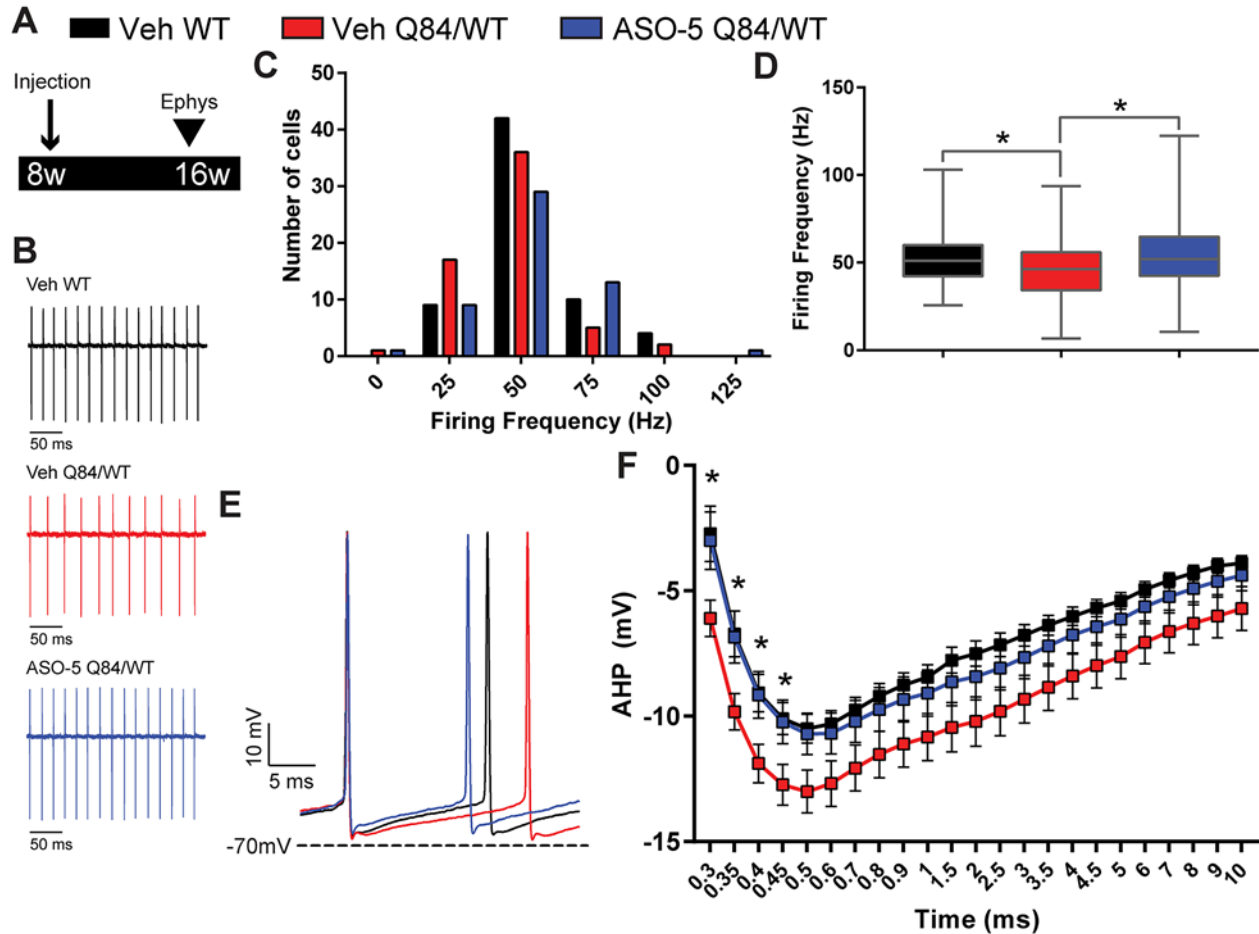 A
Veh WT
Veh Q84/WT
ASO-5 Q84/WT
Injection
Ephys
8w
16w
B
Veh WT
50 ms
Veh Q84/WT
50 ms
ASO-5 Q84/WT
50 ms
C
Number of cells
50
40
30
20
10
0
0
25
50
75
100
125
Firing Frequency (Hz)
D
Firing Frequency (Hz)
150
100
50
0
*
*
E
10 mV
5 ms
-70mV
F
AHP (mV)
0
-5
-10
-15
*
*
*
*
0.3
0.35
0.4
0.45
0.5
0.6
0.7
0.8
0.9
1
1.5
2
2.5
3
3.5
4
4.5
5
6
7
8
9
10
Time (ms)